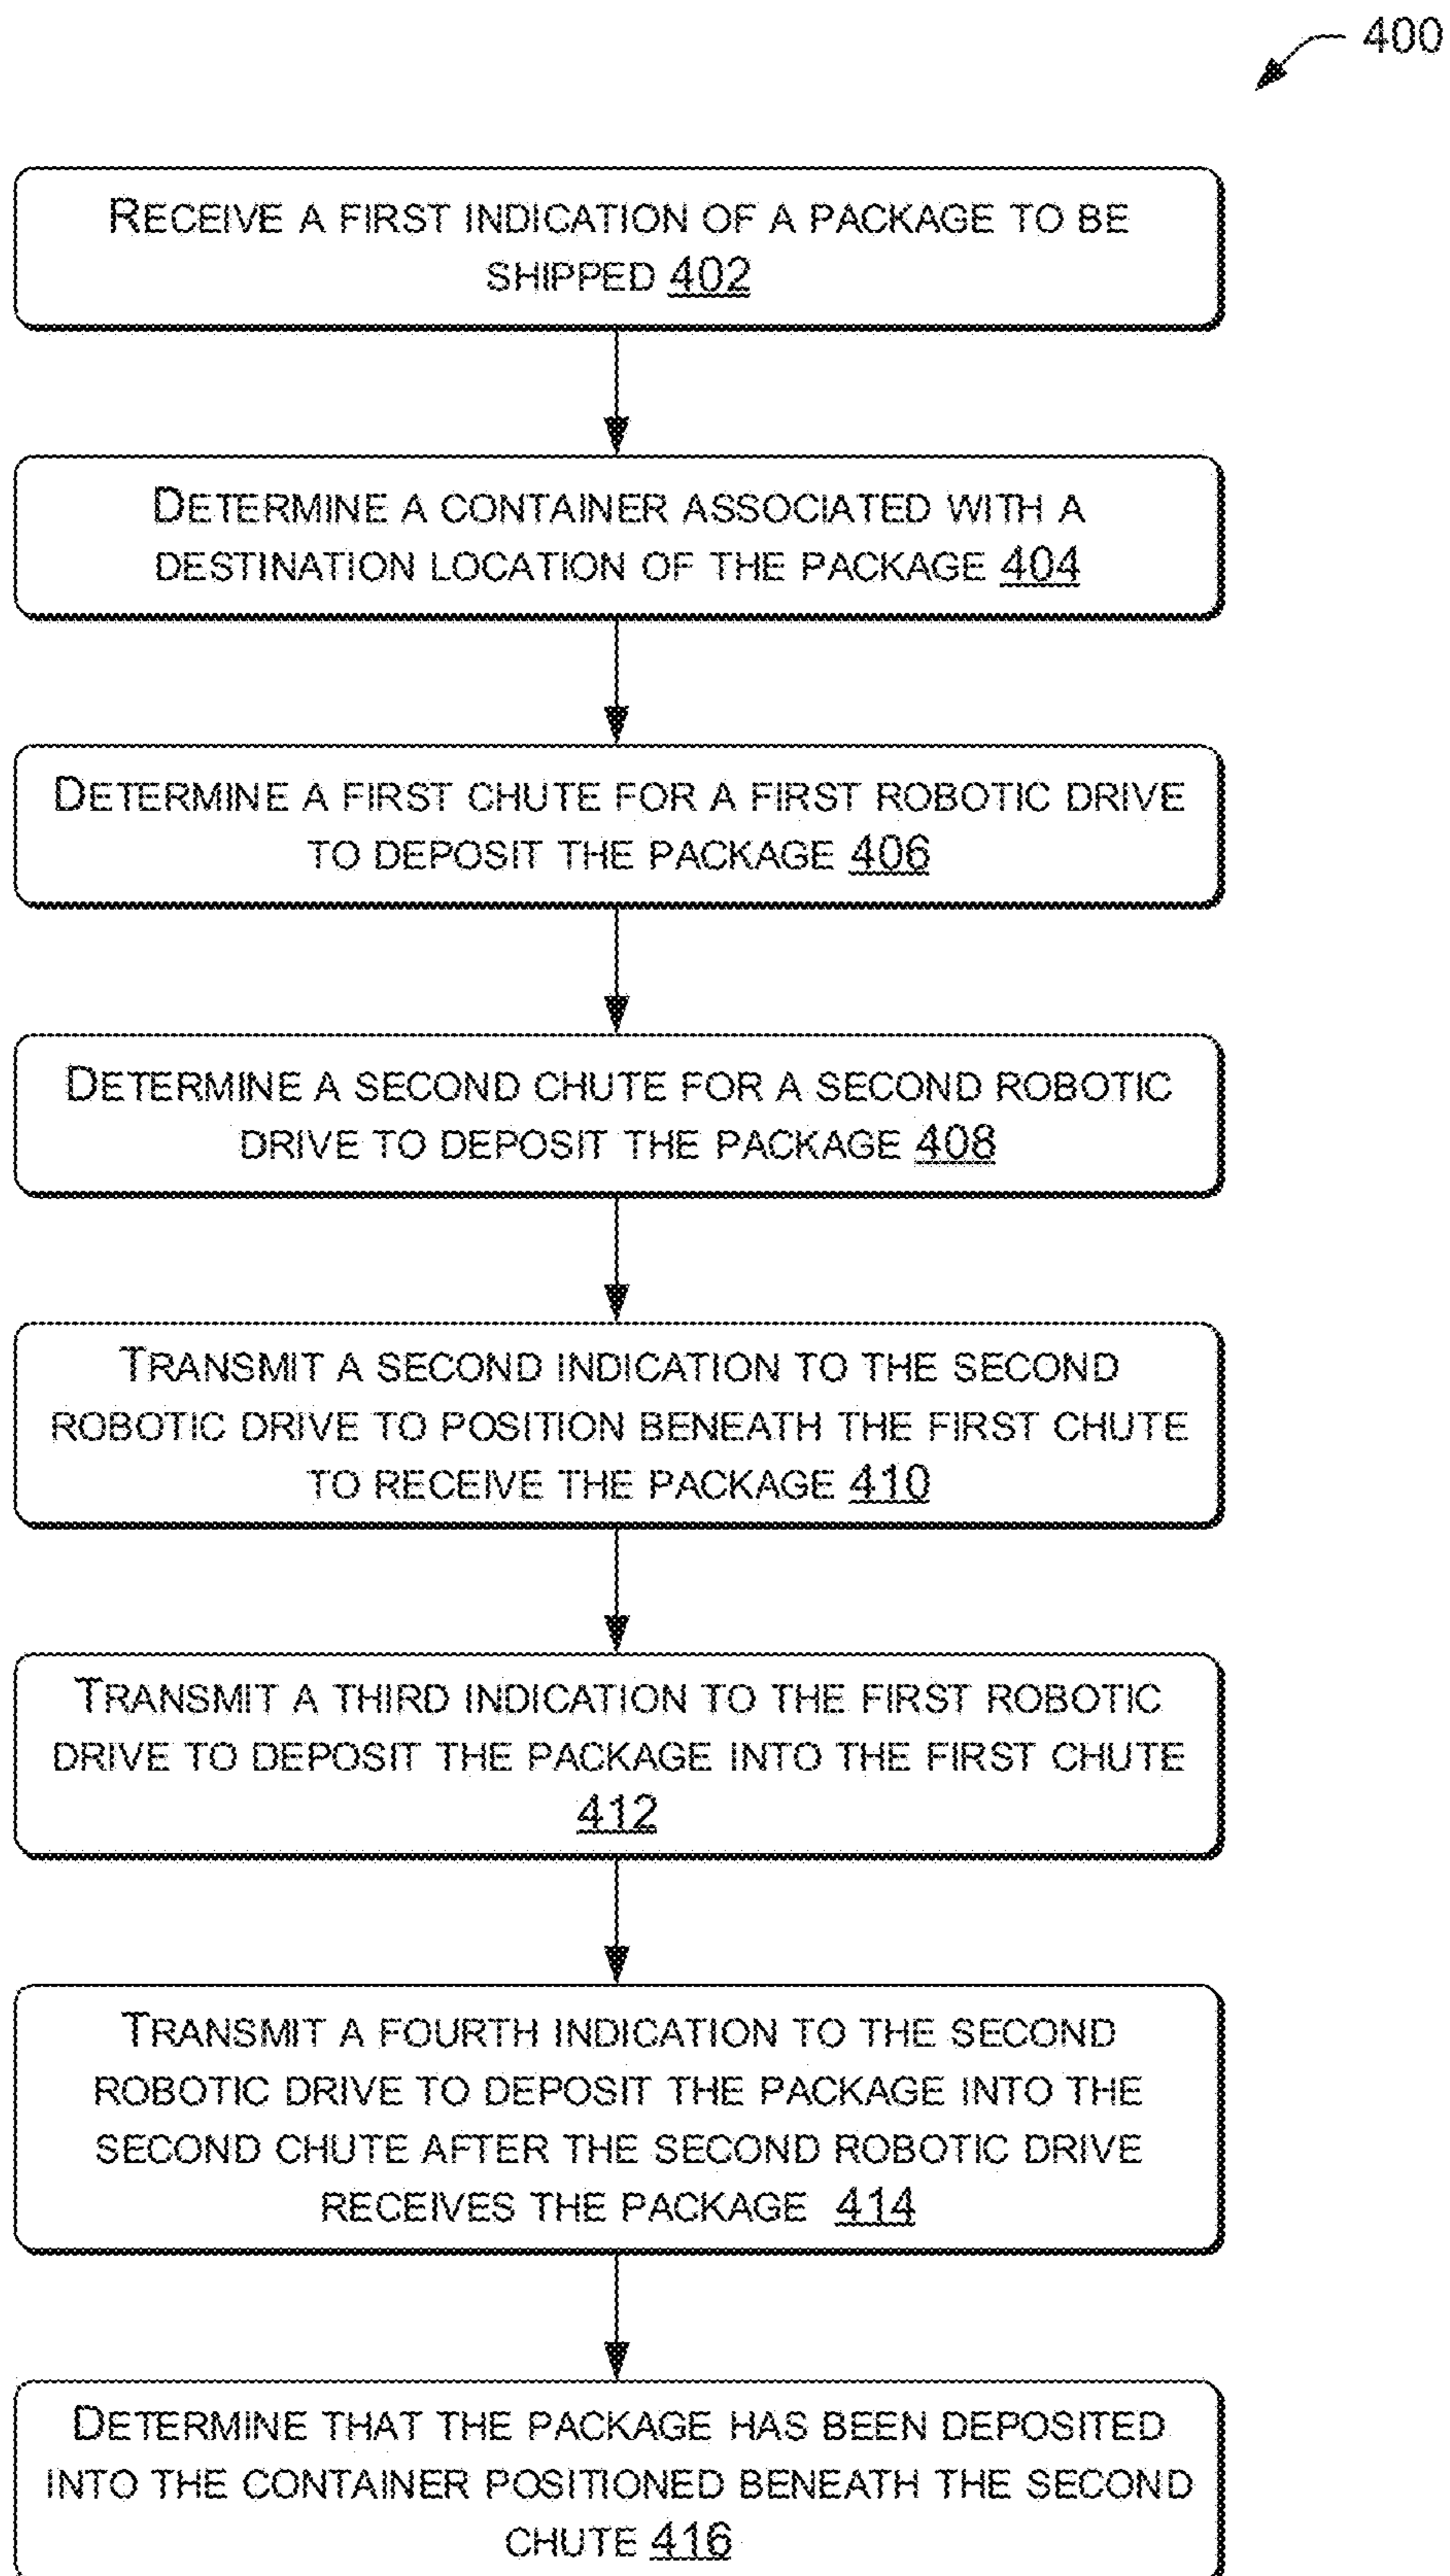 400
RECEIVE A FIRST INDICATION OF A PACKAGE TO BE
SHIPPED 402
DETERMINE A CONTAINER ASSOCIATED WITH A
DESTINATION LOCATION OF THE PACKAGE 404
DETERMINE A FIRST CHUTE FOR A FIRST ROBOTIC DRIVE
TO DEPOSIT THE PACKAGE 406
DETERMINE A SECOND CHUTE FOR A SECOND ROBOTIC
DRIVE TO DEPOSIT THE PACKAGE 408
TRANSMIT A SECOND INDICATION TO THE SECOND
ROBOTIC DRIVE TO POSITION BENEATH THE FIRST CHUTE
TO RECEIVE THE PACKAGE 410
TRANSMIT A THIRD INDICATION TO THE FIRST ROBOTIC
DRIVE TO DEPOSIT THE PACKAGE INTO THE FIRST CHUTE
412
TRANSMIT A FOURTH INDICATION TO THE SECOND
ROBOTIC DRIVE TO DEPOSIT THE PACKAGE INTO THE
SECOND CHUTE AFTER THE SECOND ROBOTIC DRIVE
RECEIVES THE PACKAGE 414
DETERMINE THAT THE PACKAGE HAS BEEN DEPOSITED
INTO THE CONTAINER POSITIONED BENEATH THE SECOND
CHUTE 416